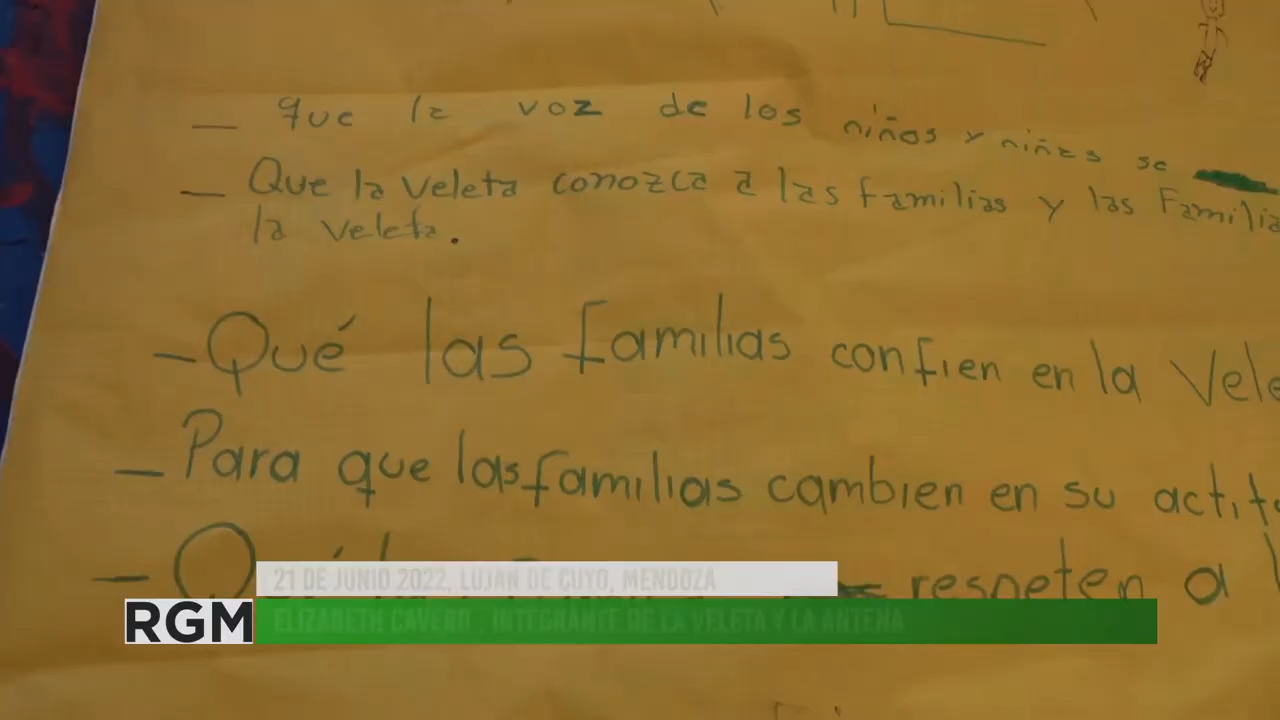 — que la voz de los niños y niñas se
— Que la veleta conozca a las familias y las Familia
la veleta.
— Qué las familias confien en la Vele
— Para que las familias cambien en su actit
— respeten a l
21 DE JUNIO 2022, LUJAN DE CUYO, MENDOZA
RGM
ELIZABETH CAVERO, INTEGRANTE DE LA VELETA Y LA ANTENA